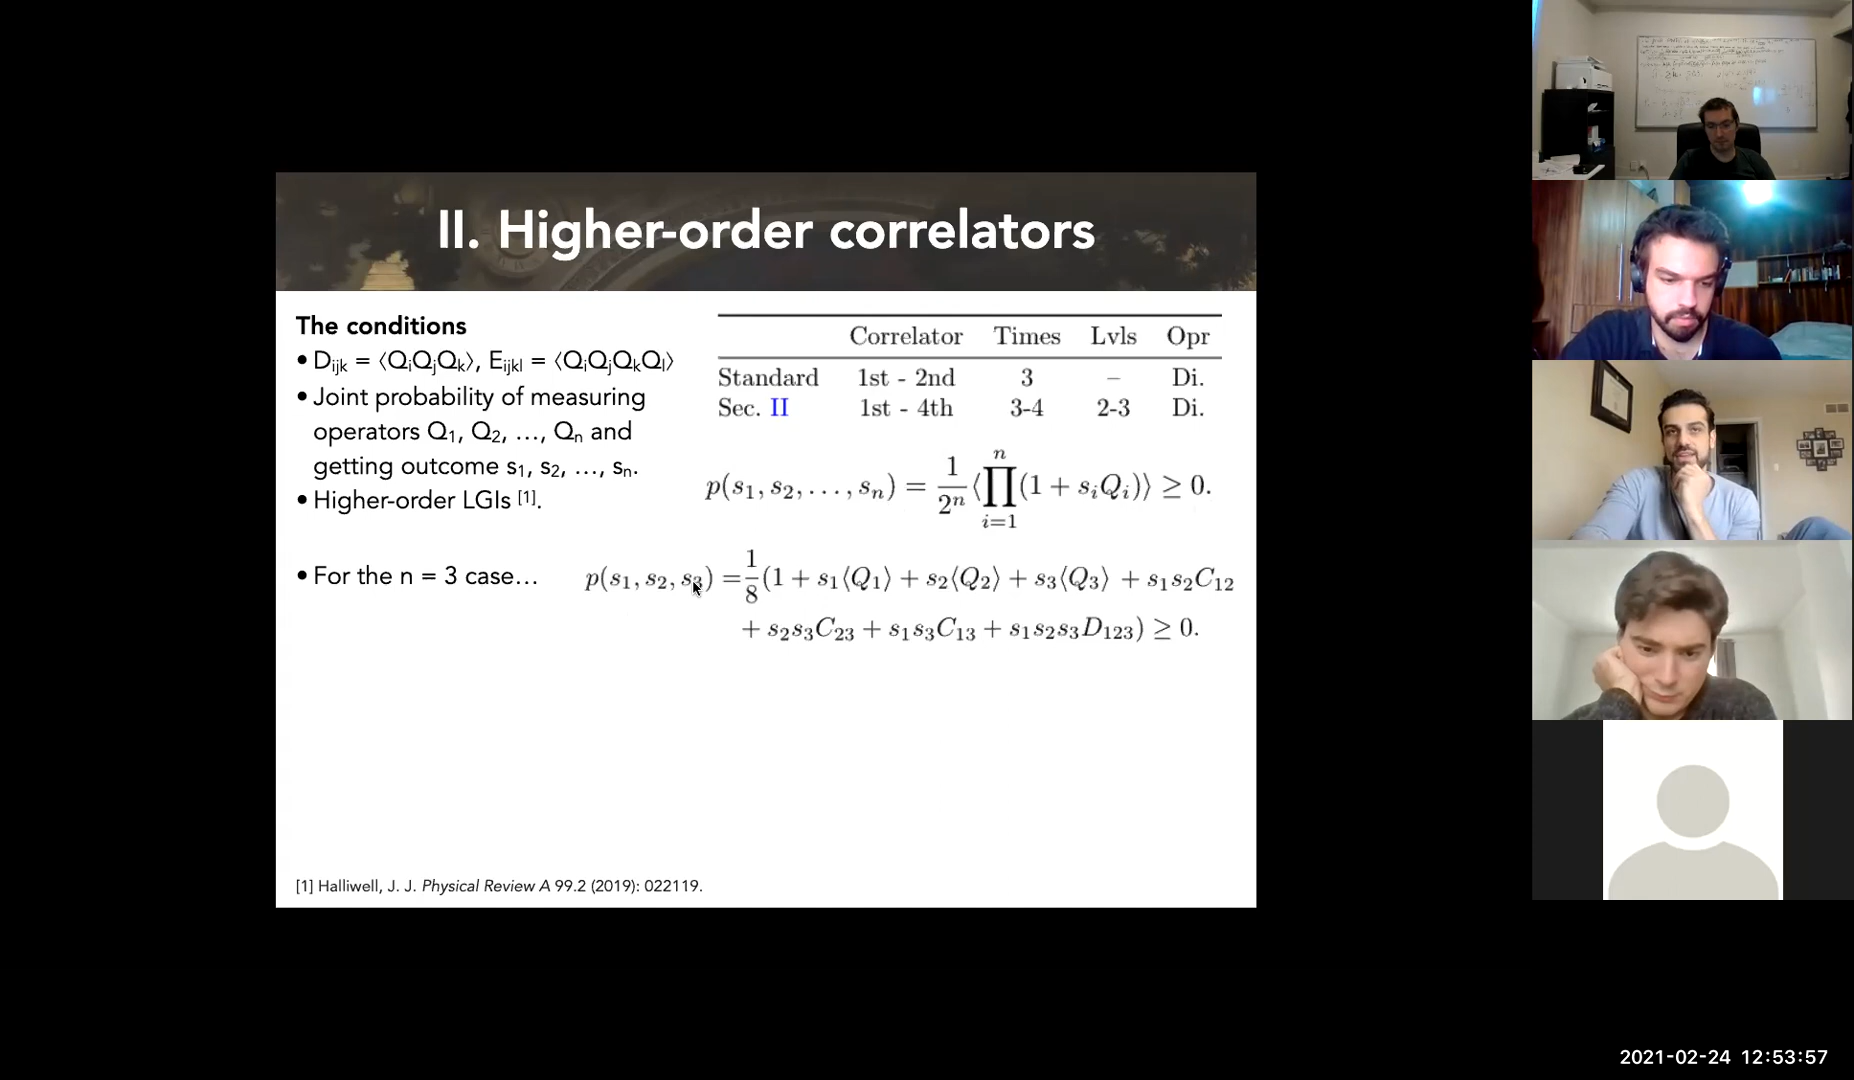 II. Higher-order correlators
The conditions
• Dijk = ⟨QiQjQk⟩, Eijkl = ⟨QiQjQkQl⟩
• Joint probability of measuring
operators Q1, Q2, ..., Qn and
getting outcome s1, s2, ..., sn.
• Higher-order LGIs [1].
Correlator Times Lvls Opr
Standard 1st - 2nd 3 – Di.
Sec. II 1st - 4th 3-4 2-3 Di.
p(s1, s2, . . . , sn) = 1/2^n ⟨∏_{i=1}^{n} (1 + siQi)⟩ ≥ 0.
• For the n = 3 case...
p(s1, s2, s3) = 1/8 (1 + s1⟨Q1⟩ + s2⟨Q2⟩ + s3⟨Q3⟩ + s1s2C12
+ s2s3C23 + s1s3C13 + s1s2s3D123) ≥ 0.
[1] Halliwell, J. J. Physical Review A 99.2 (2019): 022119.
2021-02-24 12:53:57